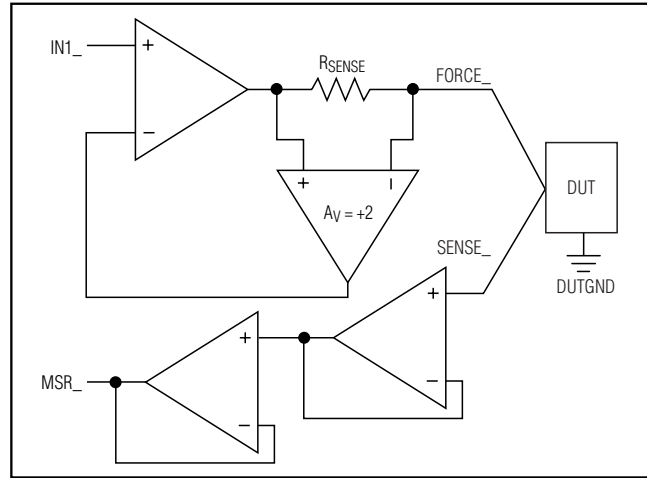 IN1_
+
−
RSENSE
FORCE_
+
−
AV = +2
DUT
SENSE_
DUTGND
+
−
+
−
MSR_